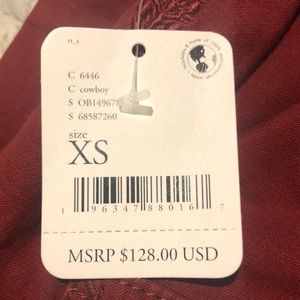 C 6446
C cowboy
S OB14967
S 68587260
size
XS
1 96347 88016 7
MSRP $128.00 USD